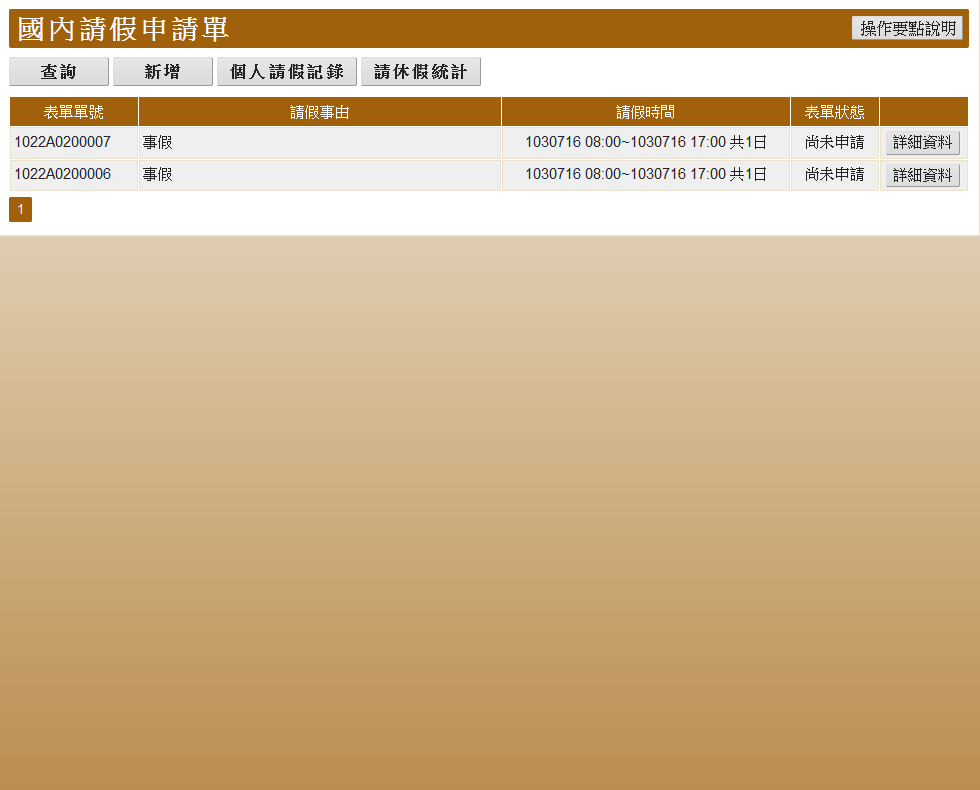 國內請假申請單 操作要點說明
查詢 新增 個人請假記錄 請休假統計
表單單號 請假事由 請假時間 表單狀態
1022A0200007 事假 1030716 08:00~1030716 17:00 共1日 尚未申請 詳細資料
1022A0200006 事假 1030716 08:00~1030716 17:00 共1日 尚未申請 詳細資料
1